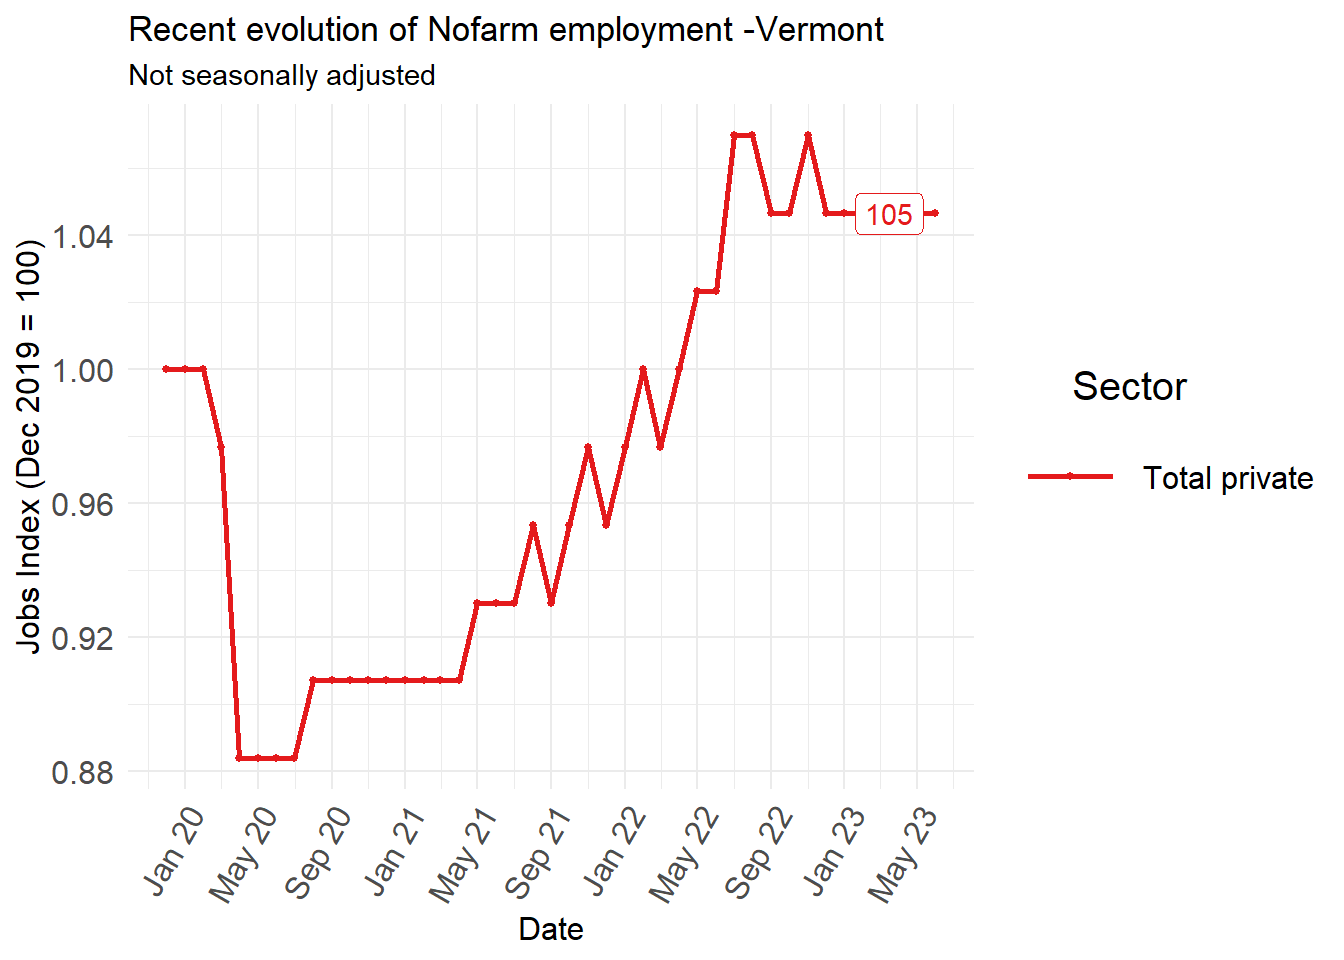 Recent evolution of Nofarm employment -Vermont
Not seasonally adjusted
Jobs Index (Dec 2019 = 100)
1.04
1.00
0.96
0.92
0.88
105
Jan 20
May 20
Sep 20
Jan 21
May 21
Sep 21
Jan 22
May 22
Sep 22
Jan 23
May 23
Date
Sector
Total private